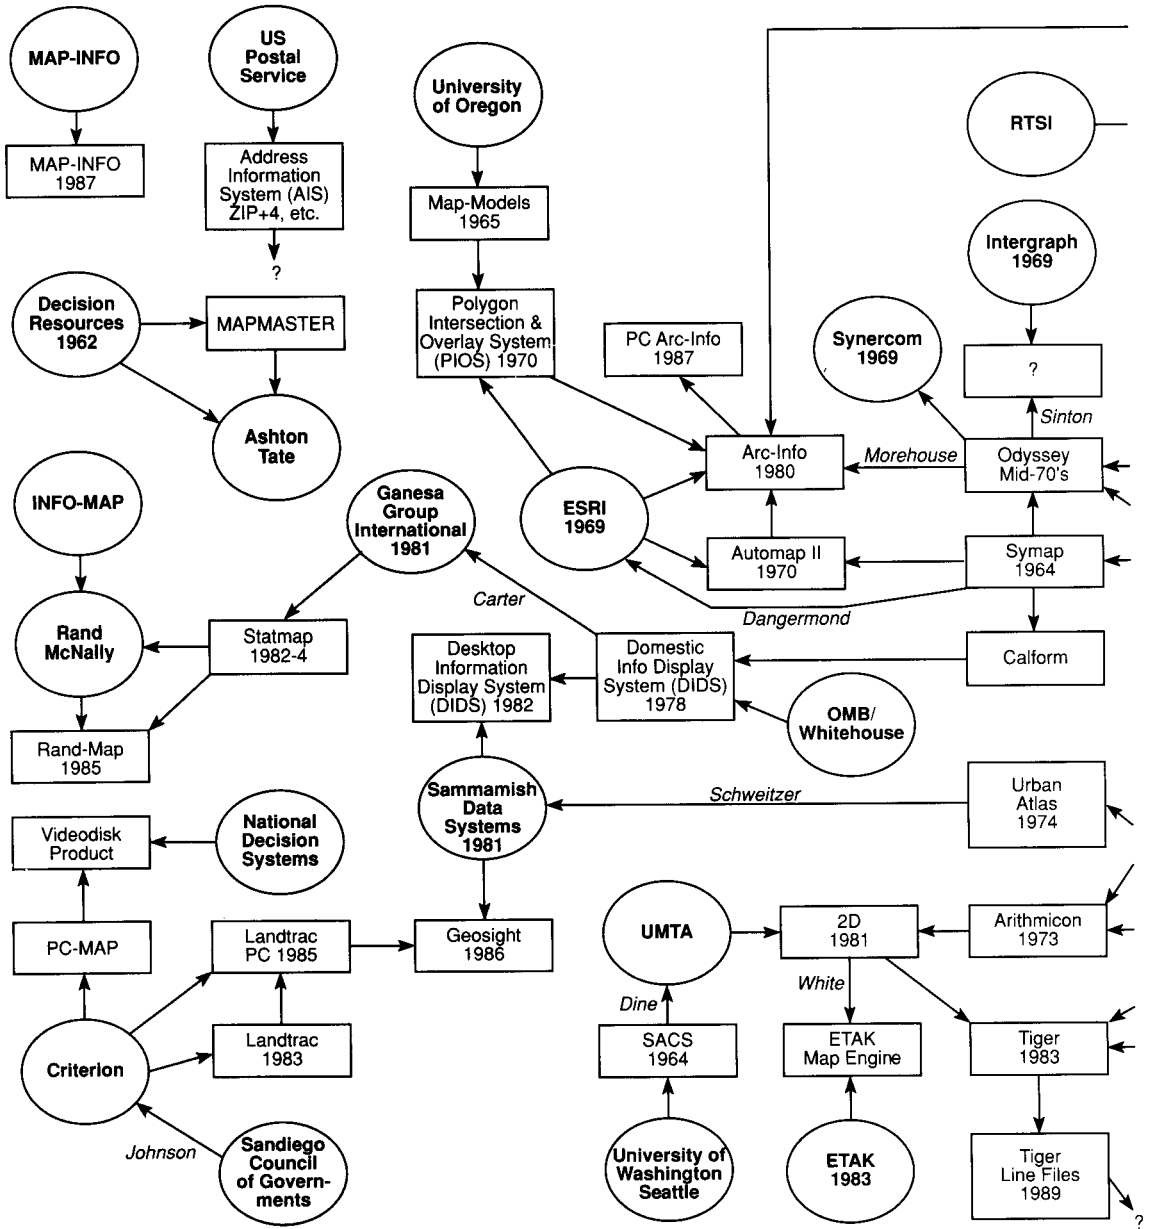 MAP-INFO
US
Postal
Service
University
of Oregon
RTSI
MAP-INFO
1987
Address
Information
System (AIS)
ZIP+4, etc.
?
Map-Models
1965
Intergraph
1969
Decision
Resources
1962
MAPMASTER
Polygon
Intersection &
Overlay System
(PIOS) 1970
PC Arc-Info
1987
Synercom
1969
?
Sinton
Ashton
Tate
Arc-Info
1980
Morehouse
Odyssey
Mid-70's
INFO-MAP
Ganesa
Group
International
1981
ESRI
1969
Automap II
1970
Symap
1964
Carter
Dangermond
Rand
McNally
Statmap
1982-4
Desktop
Information
Display System
(DIDS) 1982
Domestic
Info Display
System (DIDS)
1978
Calform
OMB/
Whitehouse
Rand-Map
1985
Sammamish
Data
Systems
1981
Schweitzer
Urban
Atlas
1974
Videodisk
Product
National
Decision
Systems
PC-MAP
Landtrac
PC 1985
Geosight
1986
UMTA
2D
1981
Arithmicon
1973
Dine
White
Criterion
Landtrac
1983
SACS
1964
ETAK
Map Engine
Tiger
1983
Johnson
Sandiego
Council
of Govern-
ments
University of
Washington
Seattle
ETAK
1983
Tiger
Line Files
1989
?